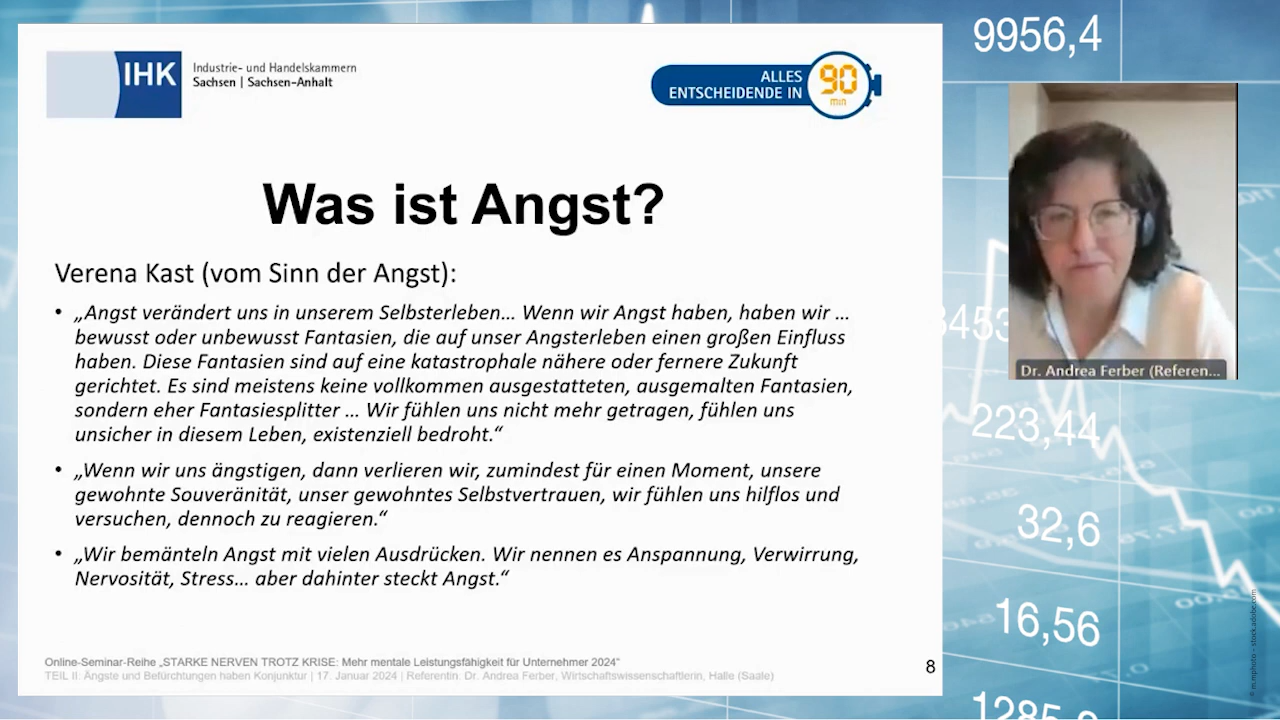 IHK
Industrie- und Handelskammern
Sachsen | Sachsen-Anhalt
ALLES
ENTSCHEIDENDE IN
90
min
Was ist Angst?
Verena Kast (vom Sinn der Angst):
• „Angst verändert uns in unserem Selbsterleben... Wenn wir Angst haben, haben wir ...
bewusst oder unbewusst Fantasien, die auf unser Angsterleben einen großen Einfluss
haben. Diese Fantasien sind auf eine katastrophale nähere oder fernere Zukunft
gerichtet. Es sind meistens keine vollkommen ausgestatteten, ausgemalten Fantasien,
sondern eher Fantasiesplitter ... Wir fühlen uns nicht mehr getragen, fühlen uns
unsicher in diesem Leben, existenziell bedroht.“
• „Wenn wir uns ängstigen, dann verlieren wir, zumindest für einen Moment, unsere
gewohnte Souveränität, unser gewohntes Selbstvertrauen, wir fühlen uns hilflos und
versuchen, dennoch zu reagieren.“
• „Wir bemänteln Angst mit vielen Ausdrücken. Wir nennen es Anspannung, Verwirrung,
Nervosität, Stress... aber dahinter steckt Angst.“
Online-Seminar-Reihe „STARKE NERVEN TROTZ KRISE: Mehr mentale Leistungsfähigkeit für Unternehmer 2024“
TEIL II: Ängste und Befürchtungen haben Konjunktur | 17. Januar 2024 | Referentin: Dr. Andrea Ferber, Wirtschaftswissenschaftlerin, Halle (Saale)
8
9956,4
Dr. Andrea Ferber (Referen...
223,44
32,6
16,56
© m.mphoto - stock.adobe.com